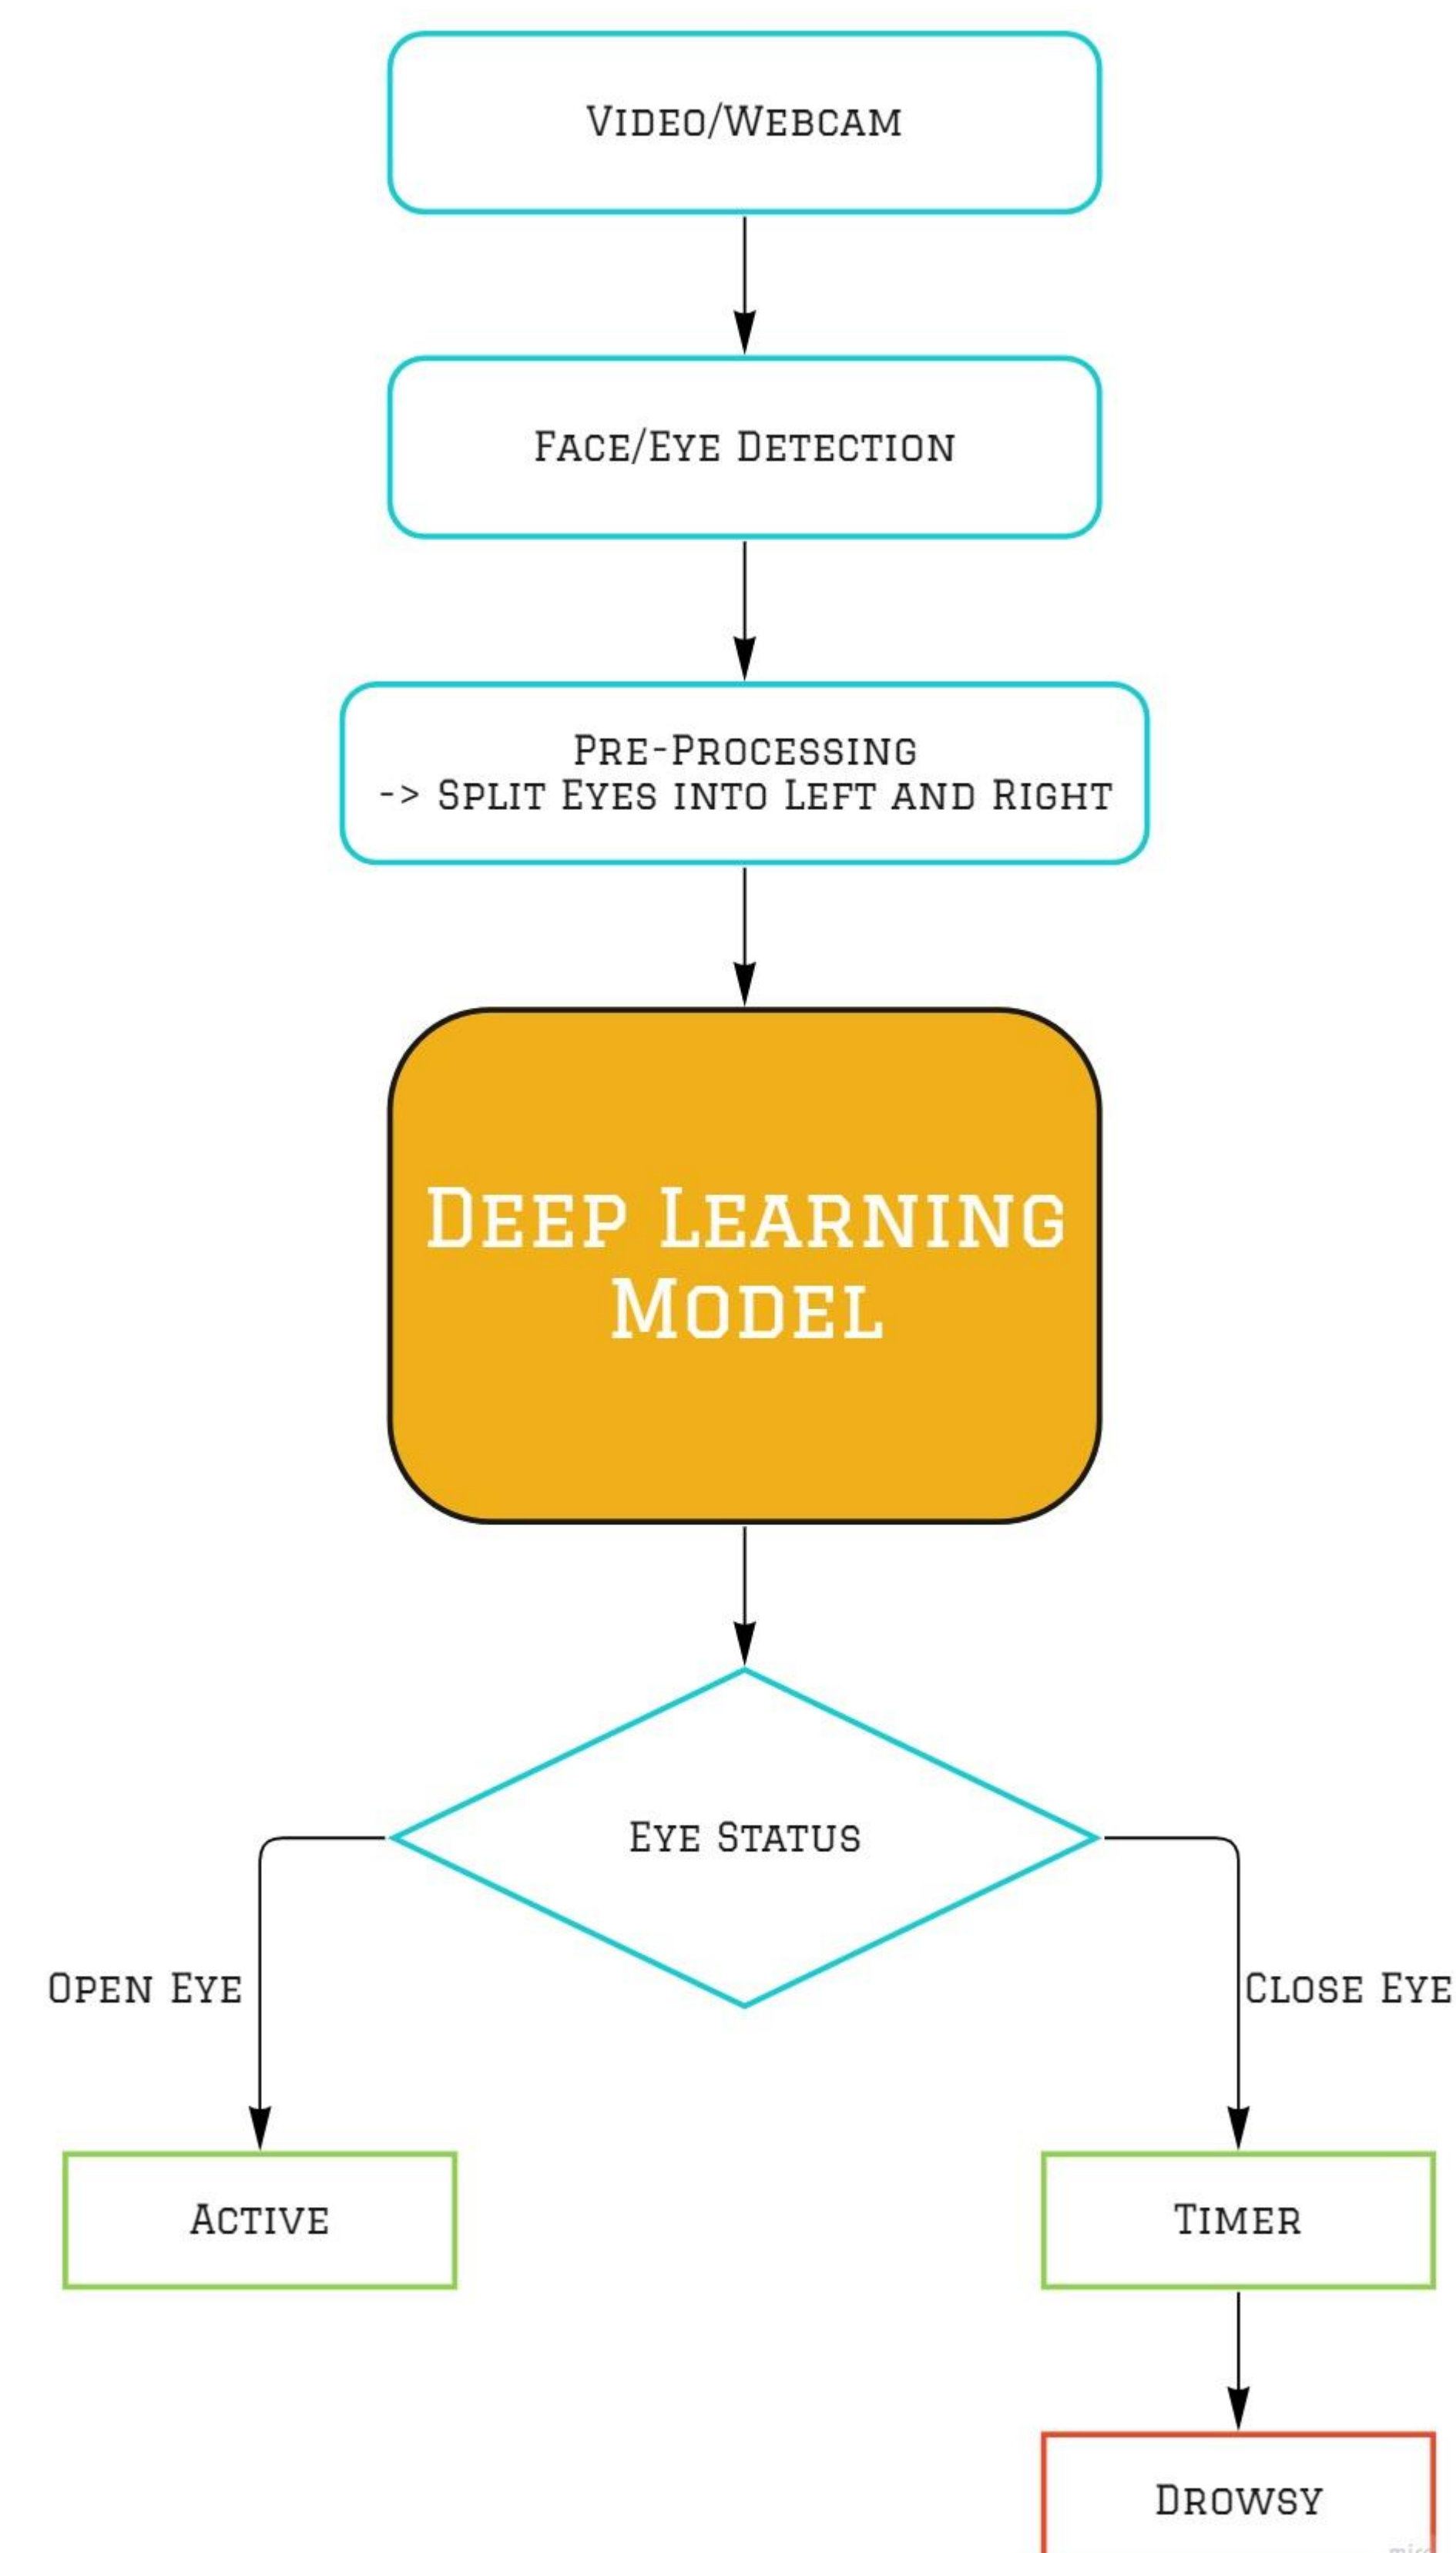 Video/Webcam
Face/Eye Detection
Pre-Processing
-> Split Eyes into Left and Right
Deep Learning
Model
Eye Status
Open Eye
Close Eye
Active
Timer
Drowsy